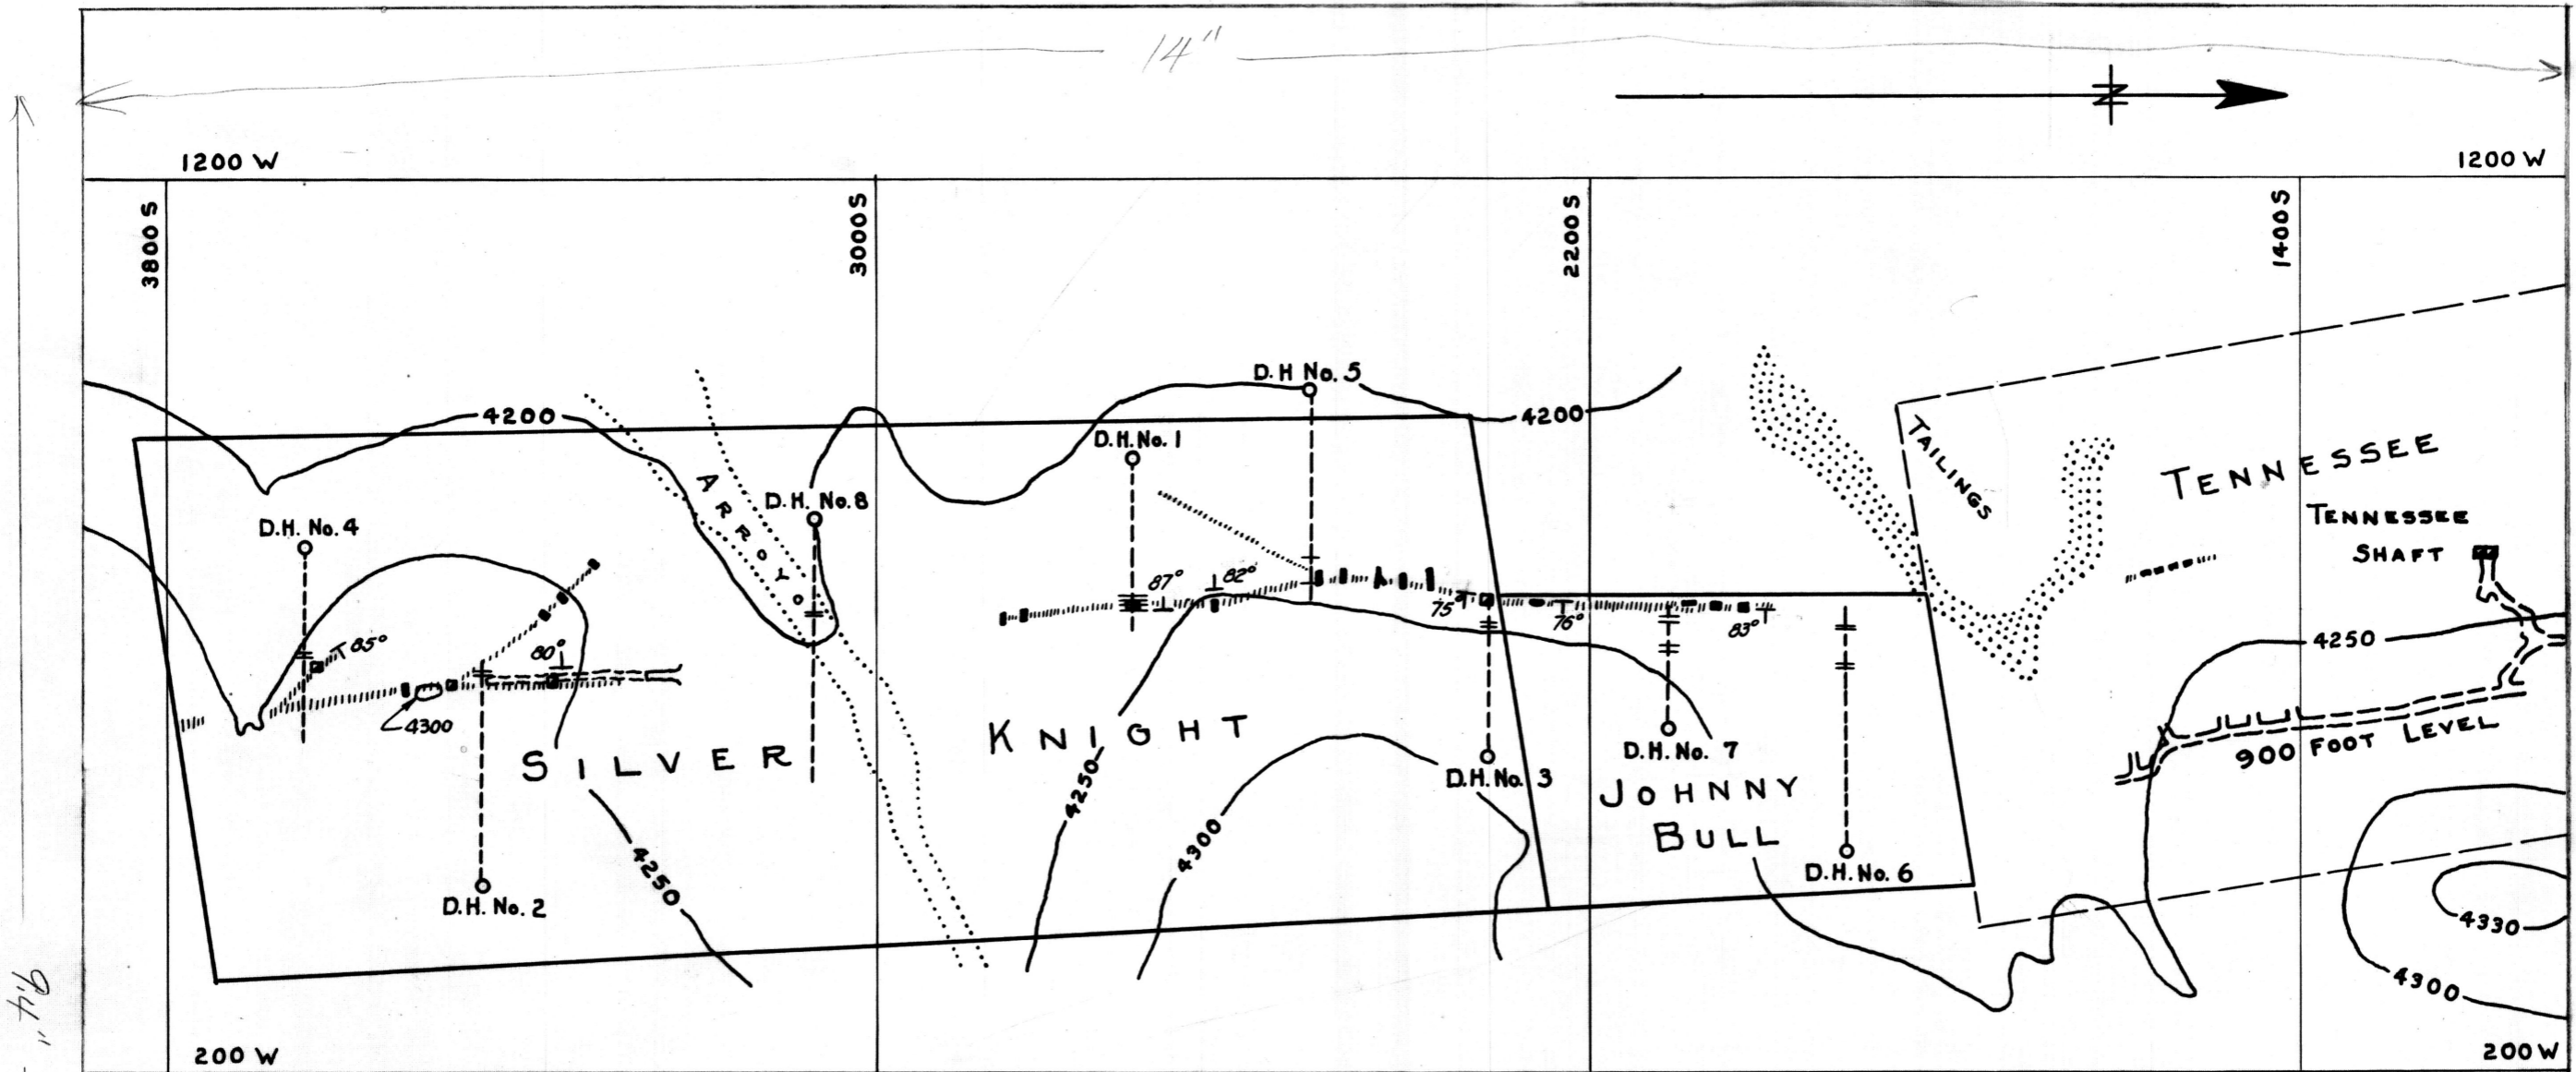 14"
N
1200 W
1200 W
3800 S
3000 S
2200 S
1400 S
D.H No. 5
4200
4200
D.H. No. 1
TAILINGS
TENNESSEE
ARROYO
D.H. No. 8
D.H. No. 4
TENNESSEE
SHAFT
87°
82°
75°
76°
83°
85°
80°
4250
4300
SILVER
KNIGHT
D.H. No. 7
900 FOOT LEVEL
4250
D.H. No. 3
JOHNNY
BULL
4300
4250
D.H. No. 6
D.H. No. 2
4330
4300
9.4"
200 W
200 W